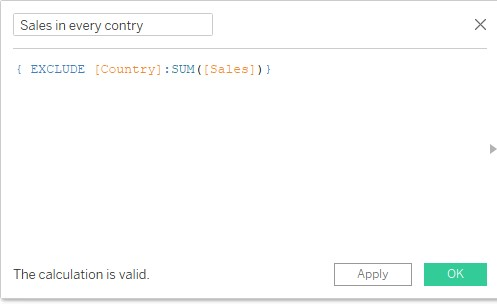 Sales in every contry
{ EXCLUDE [Country]:SUM([Sales])}
The calculation is valid.
Apply
OK